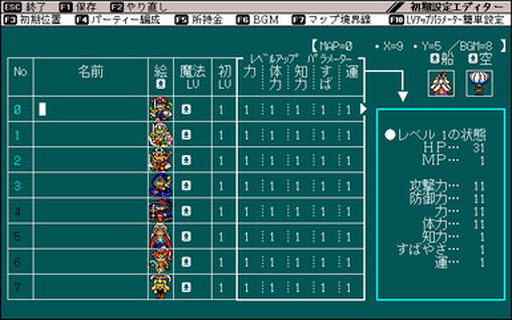 ESC 終了 F1 保存 F2 やり直し 初期設定エディター
F3 初期位置 F4 パーティー編成 F5 所持金 F6 BGM F7 マップ境界線 F10 LVアップパラメーター簡単設定
【MAP=0 ・X=9 ・Y=5 /BGM=8 】
No 名前 絵 魔法LV 初LV レベルアップ パラメーター 力 体力 知力 すば 運 船 空
0 1 1 1 1 1 1
1 1 1 1 1 1 1
2 1 1 1 1 1 1
3 1 1 1 1 1 1
4 1 1 1 1 1 1
5 1 1 1 1 1 1
6 1 1 1 1 1 1
7 1 1 1 1 1 1
●レベル 1の状態
HP… 31
MP… 1
攻撃力… 11
防御力… 11
力… 11
体力… 11
知力… 1
すばやさ… 11
運… 1